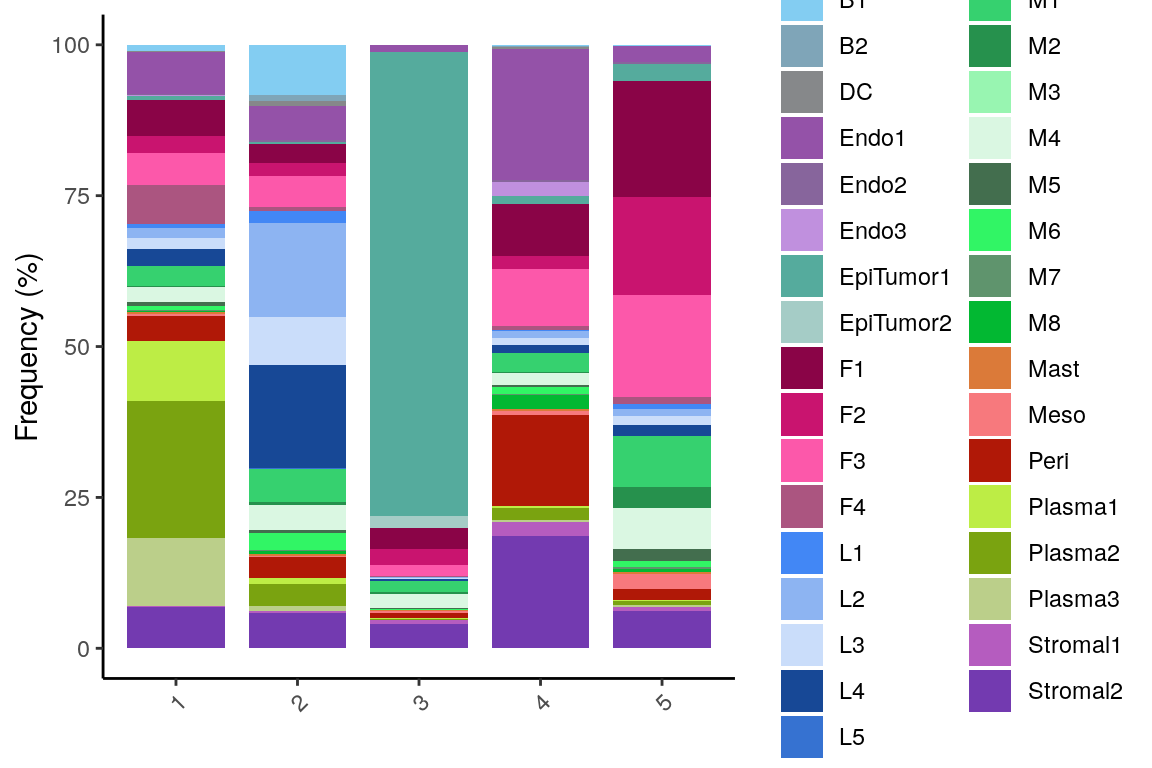 Frequency (%)
100
75
50
25
0
1
2
3
4
5
B1
B2
DC
Endo1
Endo2
Endo3
EpiTumor1
EpiTumor2
F1
F2
F3
F4
L1
L2
L3
L4
L5
M1
M2
M3
M4
M5
M6
M7
M8
Mast
Meso
Peri
Plasma1
Plasma2
Plasma3
Stromal1
Stromal2